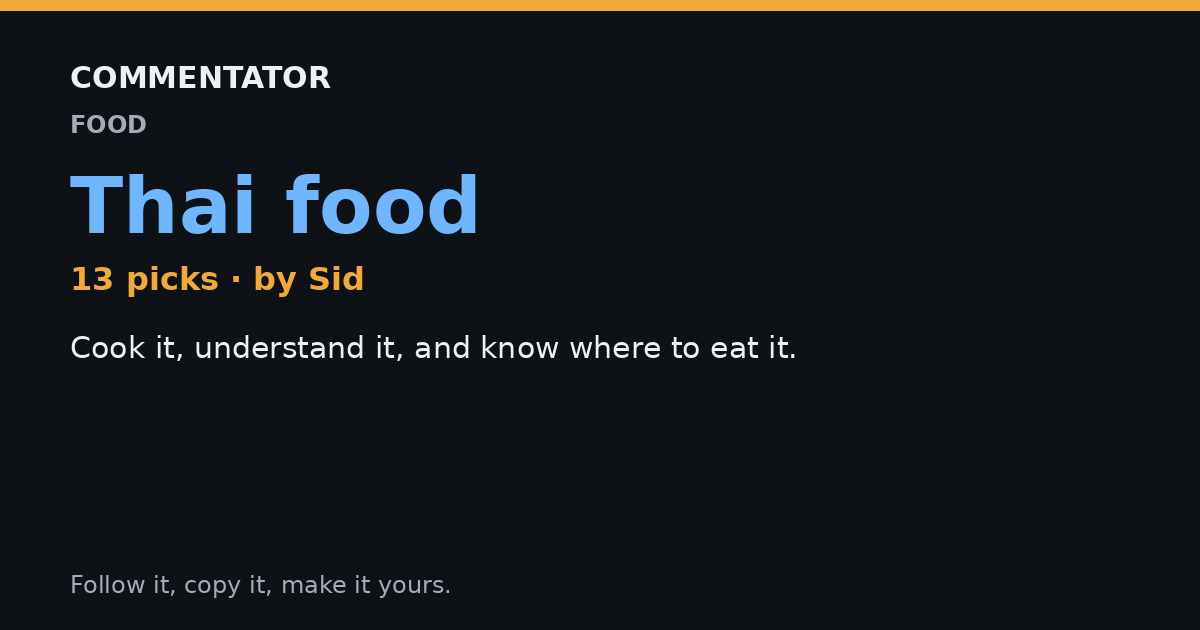 COMMENTATOR
FOOD
Thai food
13 picks · by Sid
Cook it, understand it, and know where to eat it.
Follow it, copy it, make it yours.